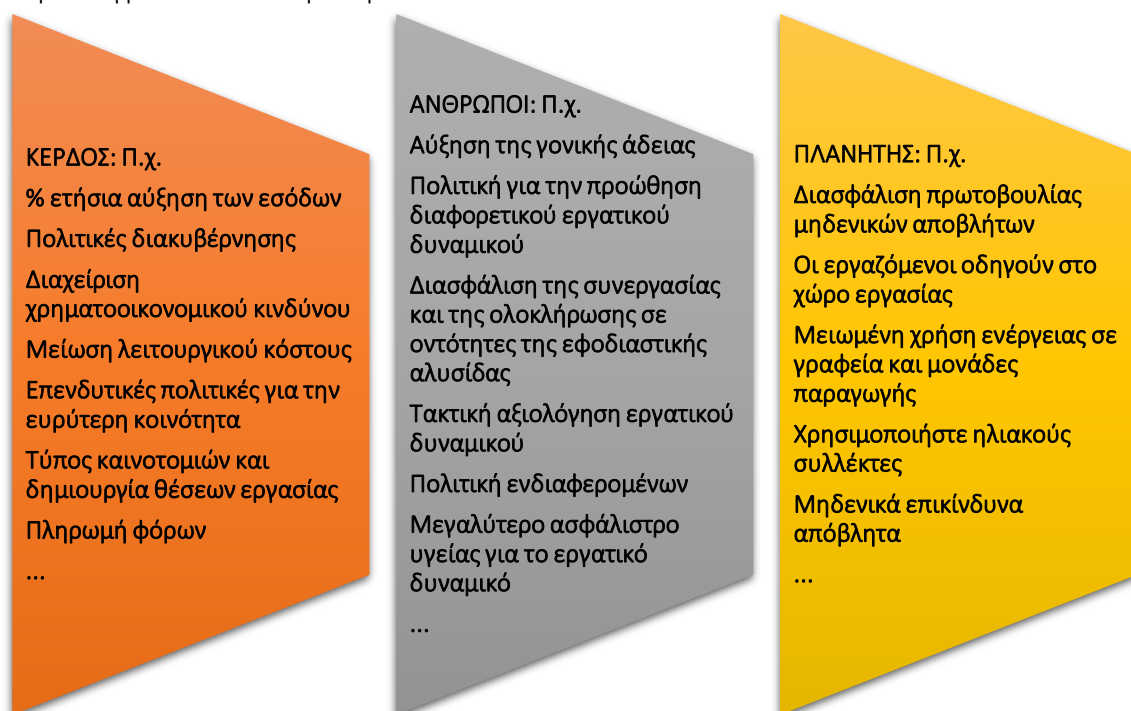 ΚΕΡΔΟΣ: Π.χ.
% ετήσια αύξηση των εσόδων
Πολιτικές διακυβέρνησης
Διαχείριση
χρηματοοικονομικού κινδύνου
Μείωση λειτουργικού κόστους
Επενδυτικές πολιτικές για την
ευρύτερη κοινότητα
Τύπος καινοτομιών και
δημιουργία θέσεων εργασίας
Πληρωμή φόρων
...
ΑΝΘΡΩΠΟΙ: Π.χ.
Αύξηση της γονικής άδειας
Πολιτική για την προώθηση
διαφορετικού εργατικού
δυναμικού
Διασφάλιση της συνεργασίας
και της ολοκλήρωσης σε
οντότητες της εφοδιαστικής
αλυσίδας
Τακτική αξιολόγηση εργατικού
δυναμικού
Πολιτική ενδιαφερομένων
Μεγαλύτερο ασφάλιστρο
υγείας για το εργατικό
δυναμικό
...
ΠΛΑΝΗΤΗΣ: Π.χ.
Διασφάλιση πρωτοβουλίας
μηδενικών αποβλήτων
Οι εργαζόμενοι οδηγούν στο
χώρο εργασίας
Μειωμένη χρήση ενέργειας σε
γραφεία και μονάδες
παραγωγής
Χρησιμοποιήστε ηλιακούς
συλλέκτες
Μηδενικά επικίνδυνα
απόβλητα
...